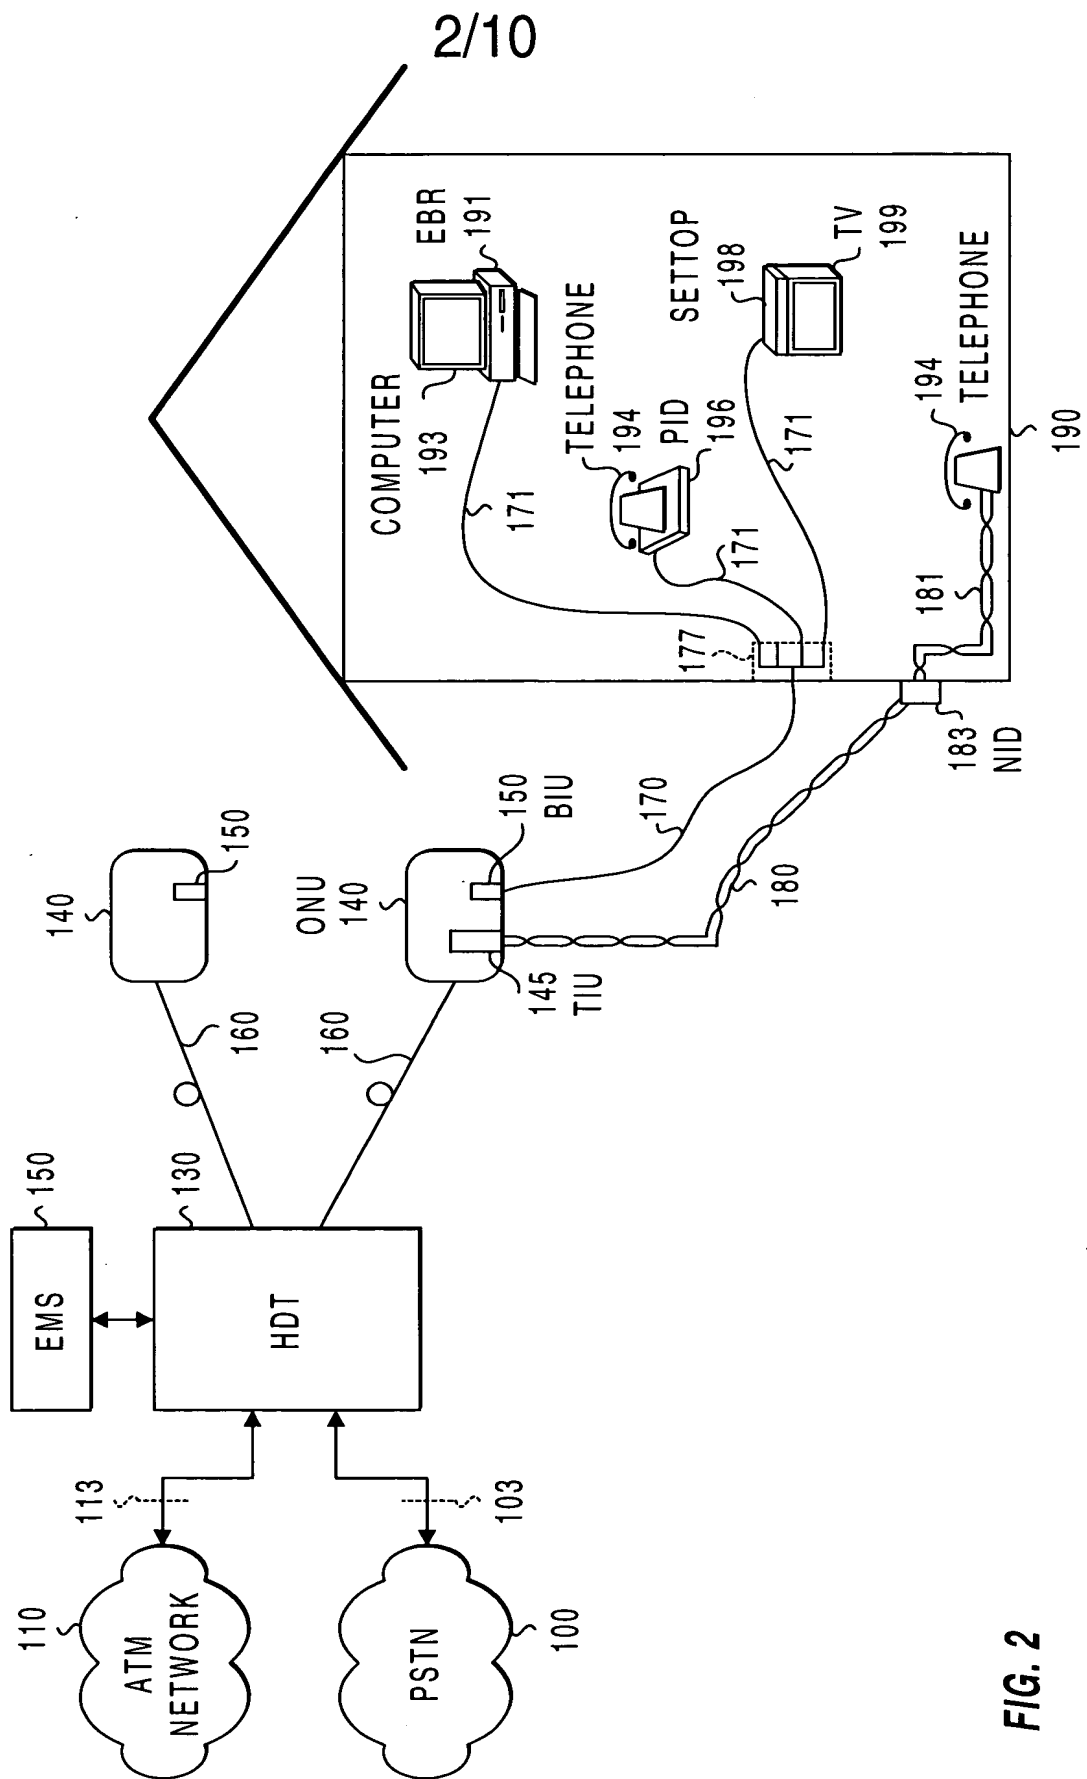 2/10
110
ATM
NETWORK
113
PSTN
100
103
EMS
150
HDT
130
160
160
140
150
ONU
140
150
BIU
145
TIU
170
180
183
NID
177
COMPUTER
193
EBR
191
171
TELEPHONE
194
PID
196
171
SETTOP
198
TV
199
171
181
194
TELEPHONE
190
FIG. 2